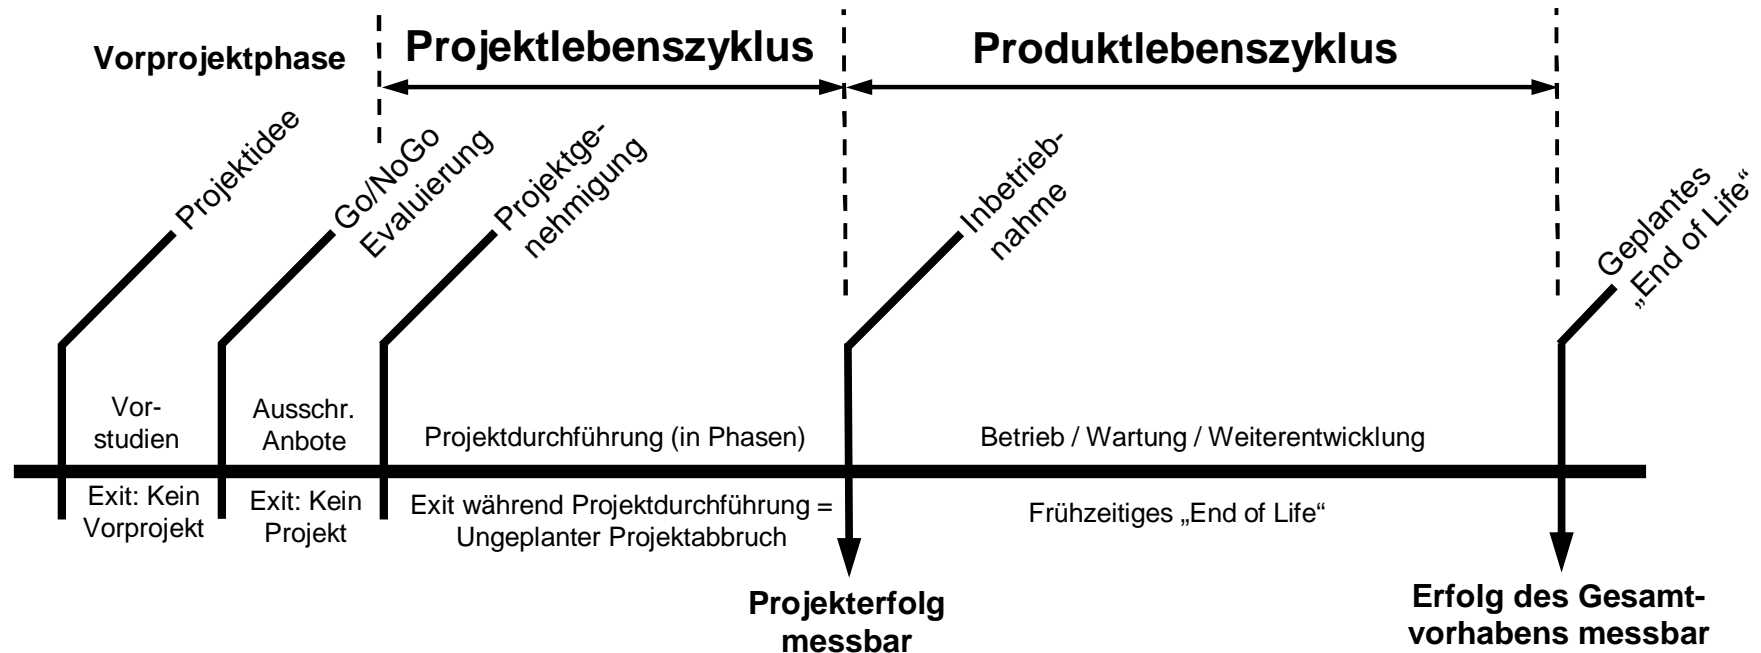 Vorprojektphase
Projektlebenszyklus
Produktlebenszyklus
Projektidee
Go/NoGo
Evaluierung
Projektge-
nehmigung
Inbetrieb-
nahme
Geplantes
„End of Life“
Vor-
studien
Ausschr.
Anbote
Projektdurchführung (in Phasen)
Betrieb / Wartung / Weiterentwicklung
Exit: Kein
Vorprojekt
Exit: Kein
Projekt
Exit während Projektdurchführung =
Ungeplanter Projektabbruch
Frühzeitiges „End of Life“
Projekterfolg
messbar
Erfolg des Gesamt-
vorhabens messbar